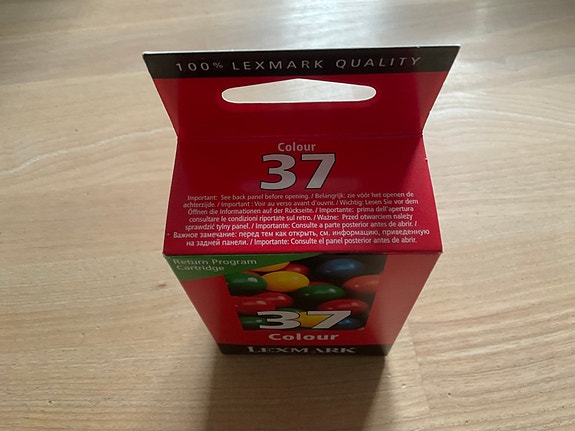 100% LEXMARK QUALITY
Colour
37
Important: See back panel before opening. / Belangrijk: zie vóór het openen de
achterzijde. / Important : Voir au verso avant d'ouvrir. / Wichtig: Lesen Sie vor dem
Öffnen die Informationen auf der Rückseite. / Importante: prima dell'apertura
consultare le condizioni riportate sul retro. / Ważne: Przed otwarciem należy
sprawdzić tylny panel. / Importante: Consulte a parte posterior antes de abrir. /
Важное замечание: перед тем как открыть, см. информацию, приведенную
на задней панели. / Importante: Consulte el panel posterior antes de abrir.
Return Program
Cartridge
37
Colour
LEXMARK